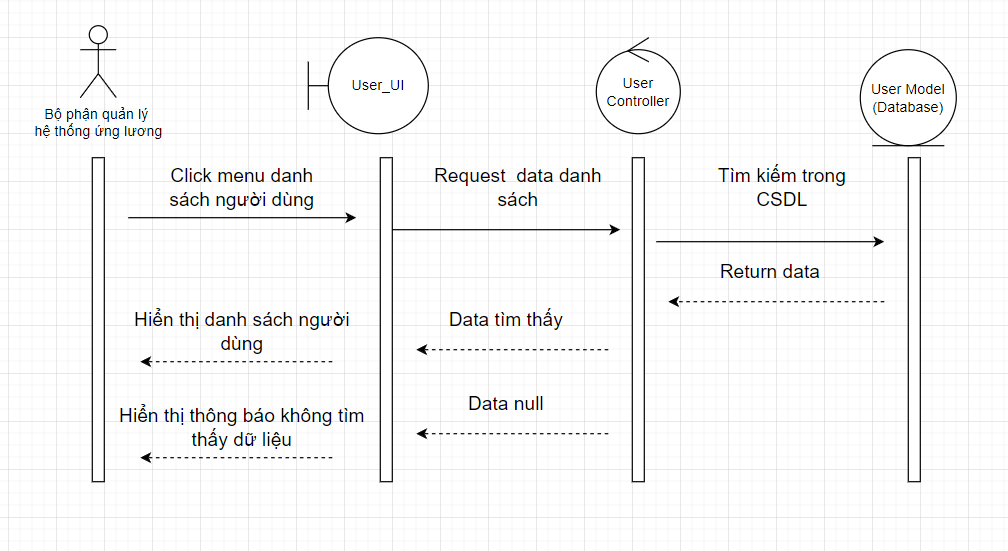 Bộ phận quản lý
hệ thống ứng lương
User_UI
User
Controller
User Model
(Database)
Click menu danh
sách người dùng
Request data danh
sách
Tìm kiếm trong
CSDL
Return data
Hiển thị danh sách người
dùng
Data tìm thấy
Data null
Hiển thị thông báo không tìm
thấy dữ liệu